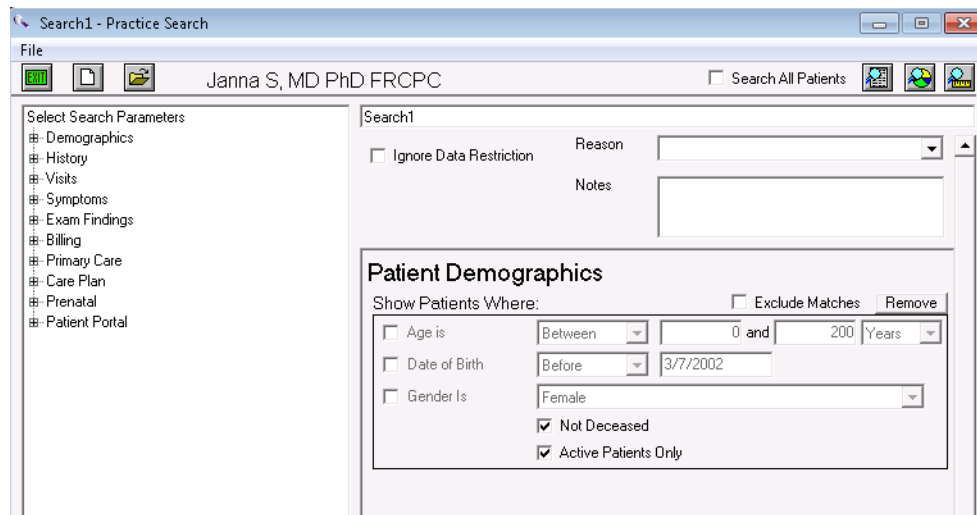 Search1 - Practice Search
File
EXIT Janna S, MD PhD FRCPC Search All Patients
Select Search Parameters
Demographics
History
Visits
Symptoms
Exam Findings
Billing
Primary Care
Care Plan
Prenatal
Patient Portal
Search1
Ignore Data Restriction Reason
Notes
Patient Demographics
Show Patients Where: Exclude Matches Remove
Age is Between 0 and 200 Years
Date of Birth Before 3/7/2002
Gender Is Female
Not Deceased
Active Patients Only